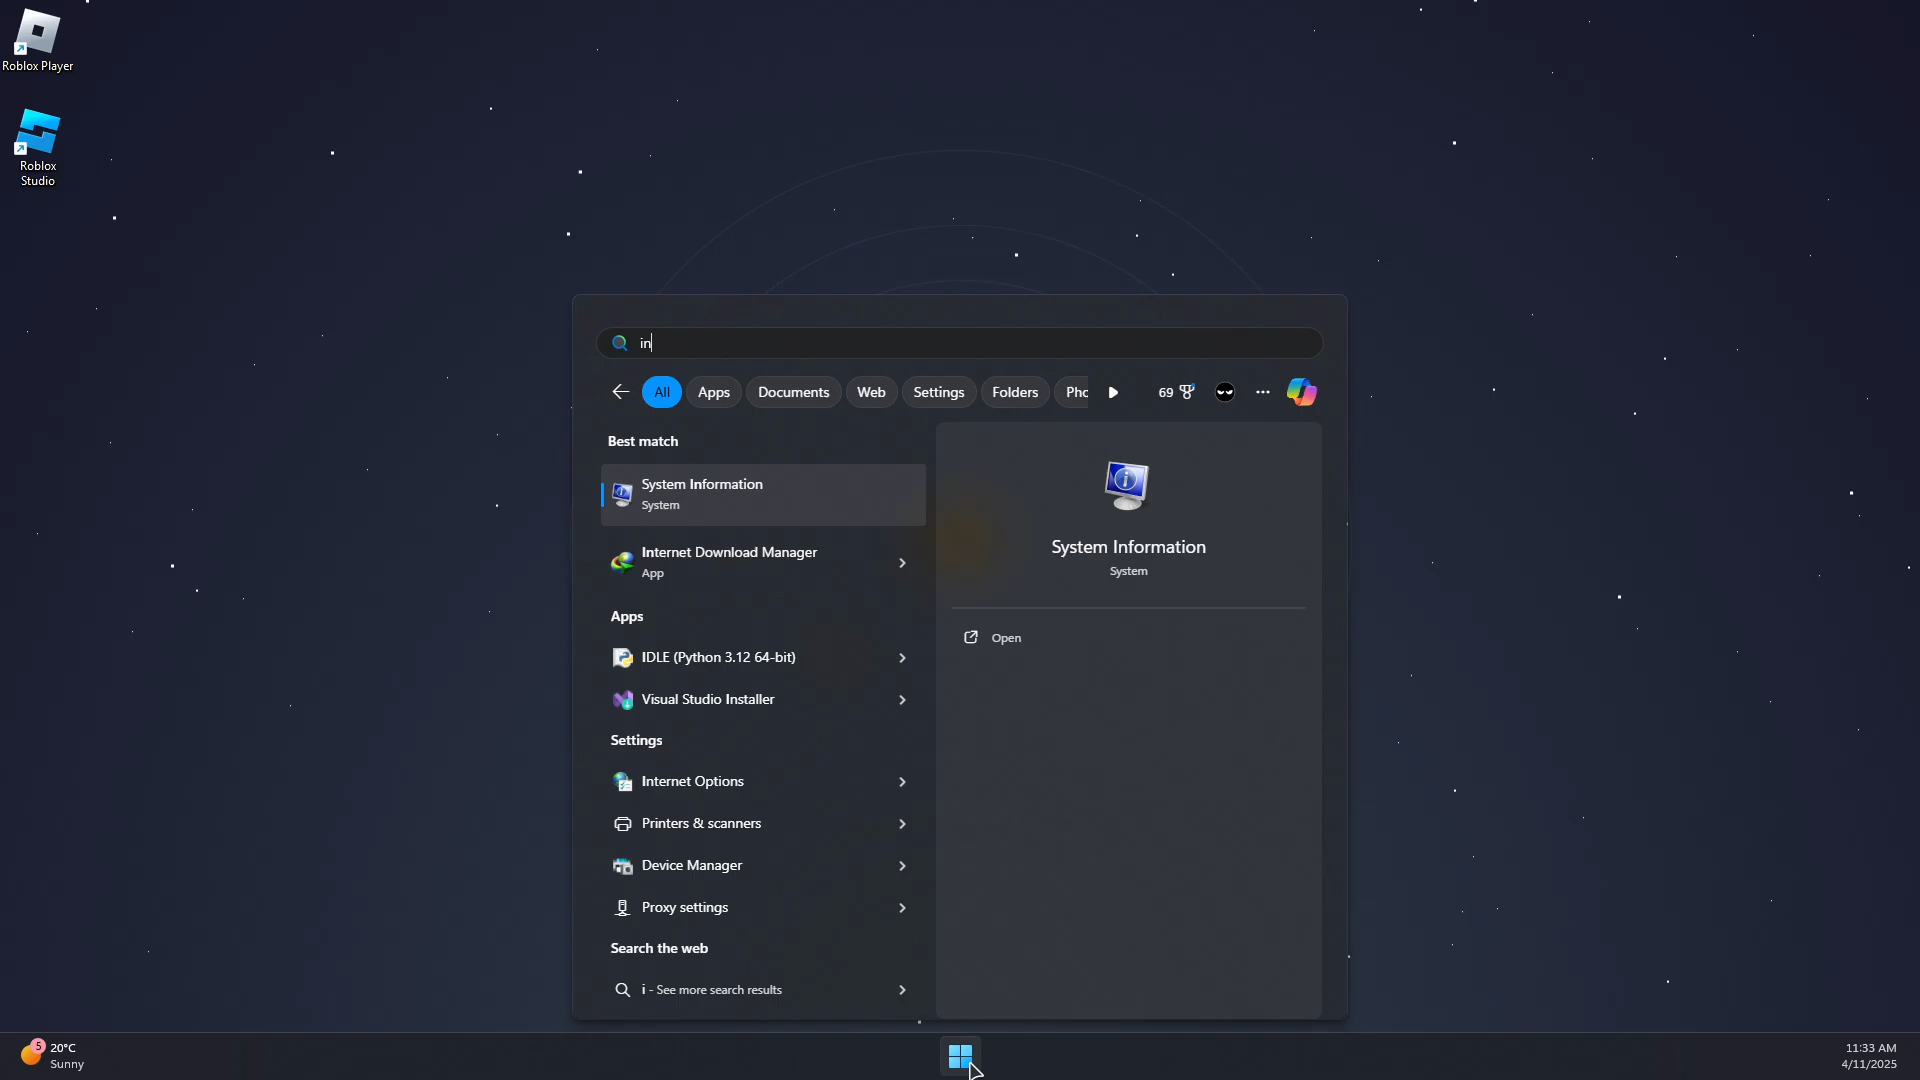 Roblox Player
Roblox
Studio
in
All
Apps
Documents
Web
Settings
Folders
Pho
69
Best match
System Information
System
Internet Download Manager
App
Apps
IDLE (Python 3.12 64-bit)
Visual Studio Installer
Settings
Internet Options
Printers & scanners
Device Manager
Proxy settings
Search the web
i - See more search results
System Information
System
Open
5
20°C
Sunny
11:33 AM
4/11/2025